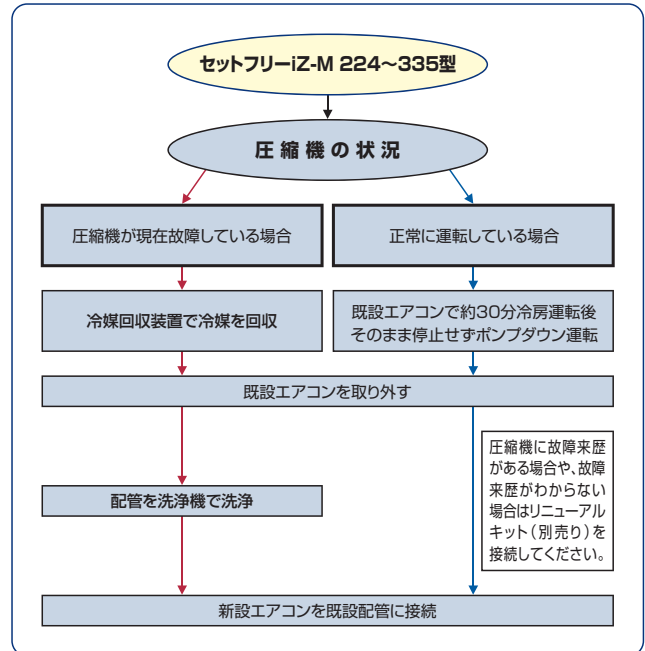 セットフリーiZ-M 224～335型
圧縮機の状況
圧縮機が現在故障している場合
正常に運転している場合
冷媒回収装置で冷媒を回収
既設エアコンで約30分冷房運転後
そのまま停止せずポンプダウン運転
既設エアコンを取り外す
圧縮機に故障来歴
がある場合や、故障
来歴がわからない
場合はリニューアル
キット（別売り）を
接続してください。
配管を洗浄機で洗浄
新設エアコンを既設配管に接続